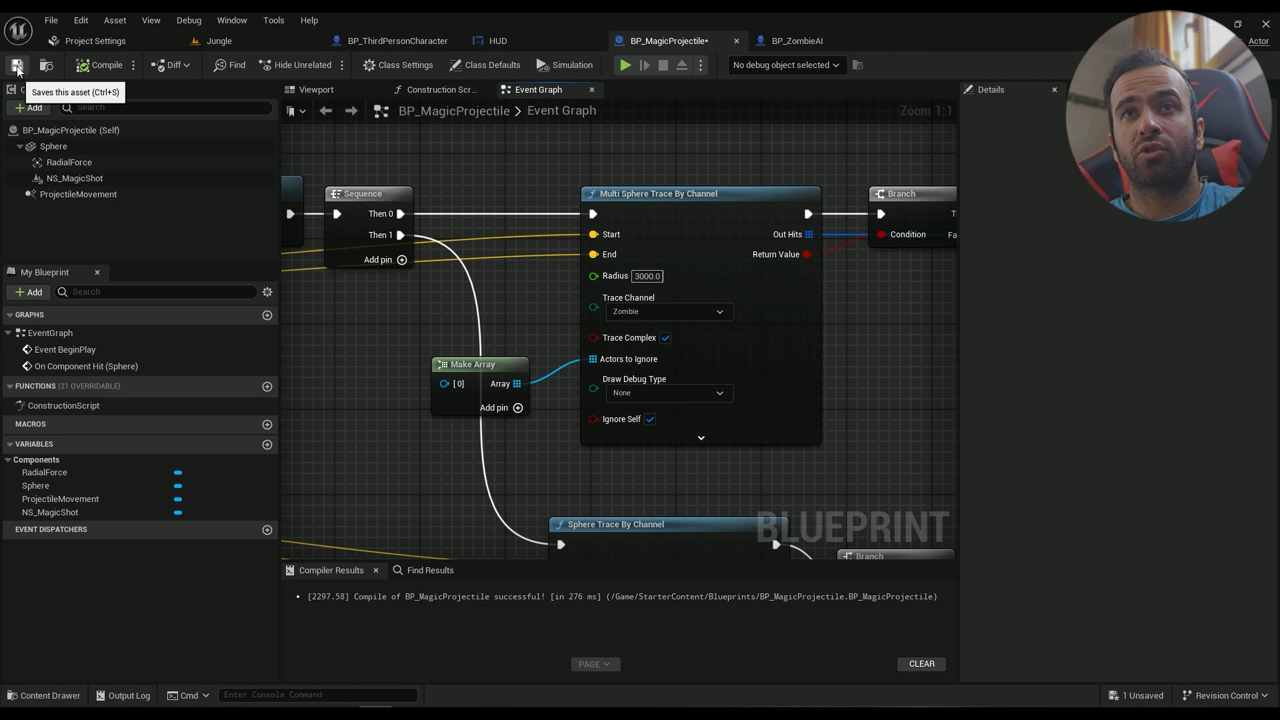 File Edit Asset View Debug Window Tools Help
Project Settings Jungle BP_ThirdPersonCharacter HUD BP_MagicProjectile• BP_ZombieAI Actor
Compile Diff Find Hide Unrelated Class Settings Class Defaults Simulation No debug object selected
Saves this asset (Ctrl+S)
Add Search
BP_MagicProjectile (Self)
Sphere
RadialForce
NS_MagicShot
ProjectileMovement
My Blueprint
Add Search
GRAPHS
EventGraph
Event BeginPlay
On Component Hit (Sphere)
FUNCTIONS (21 OVERRIDABLE)
ConstructionScript
MACROS
VARIABLES
Components
RadialForce
Sphere
ProjectileMovement
NS_MagicShot
EVENT DISPATCHERS
Viewport Construction Scr... Event Graph
BP_MagicProjectile > Event Graph Zoom 1:1
Sequence
Then 0
Then 1
Add pin
Multi Sphere Trace By Channel
Start Out Hits
End Return Value
Radius 3000.0
Trace Channel
Zombie
Trace Complex
Actors to Ignore
Draw Debug Type
None
Ignore Self
Branch
T
Condition Fa
Make Array
[0] Array
Add pin
Sphere Trace By Channel
Branch
BLUEPRINT
Details
Compiler Results Find Results
[2297.58] Compile of BP_MagicProjectile successful! [in 276 ms] (/Game/StarterContent/Blueprints/BP_MagicProjectile.BP_MagicProjectile)
PAGE CLEAR
Content Drawer Output Log Cmd Enter Console Command 1 Unsaved Revision Control